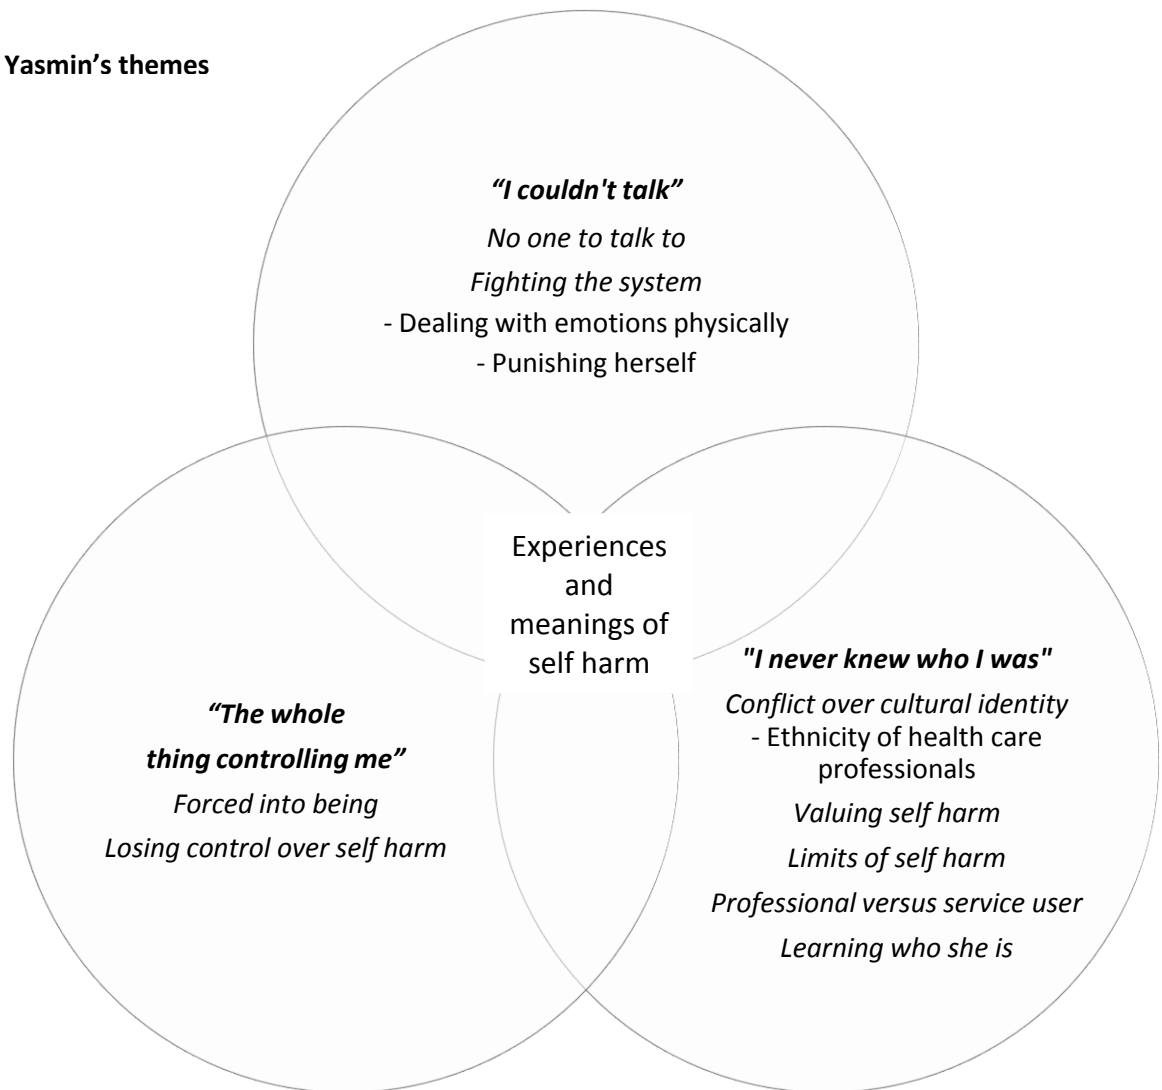 Yasmin’s themes
“I couldn't talk”
No one to talk to
Fighting the system
- Dealing with emotions physically
- Punishing herself
Experiences
and
meanings of
self harm
“The whole
thing controlling me”
Forced into being
Losing control over self harm
"I never knew who I was"
Conflict over cultural identity
- Ethnicity of health care
professionals
Valuing self harm
Limits of self harm
Professional versus service user
Learning who she is